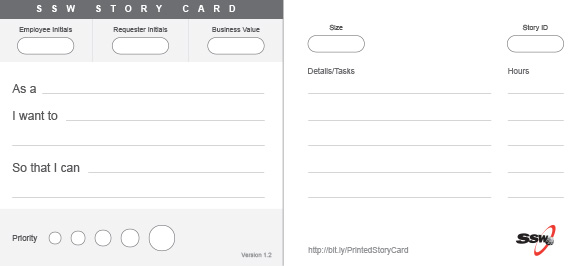 SSW STORY CARD
Employee Initials Requester Initials Business Value
As a
I want to
So that I can
Priority
Version 1.2
Size Story ID
Details/Tasks Hours
http://bit.ly/PrintedStoryCard
SSW